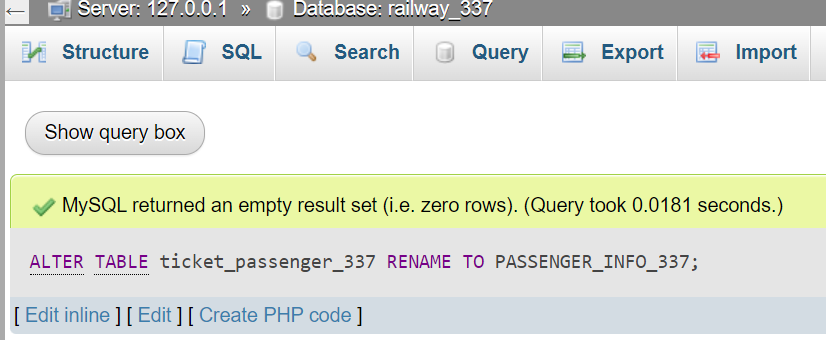 ← Server: 127.0.0.1 » Database: railway_337
Structure SQL Search Query Export Import
Show query box
MySQL returned an empty result set (i.e. zero rows). (Query took 0.0181 seconds.)
ALTER TABLE ticket_passenger_337 RENAME TO PASSENGER_INFO_337;
[ Edit inline ] [ Edit ] [ Create PHP code ]